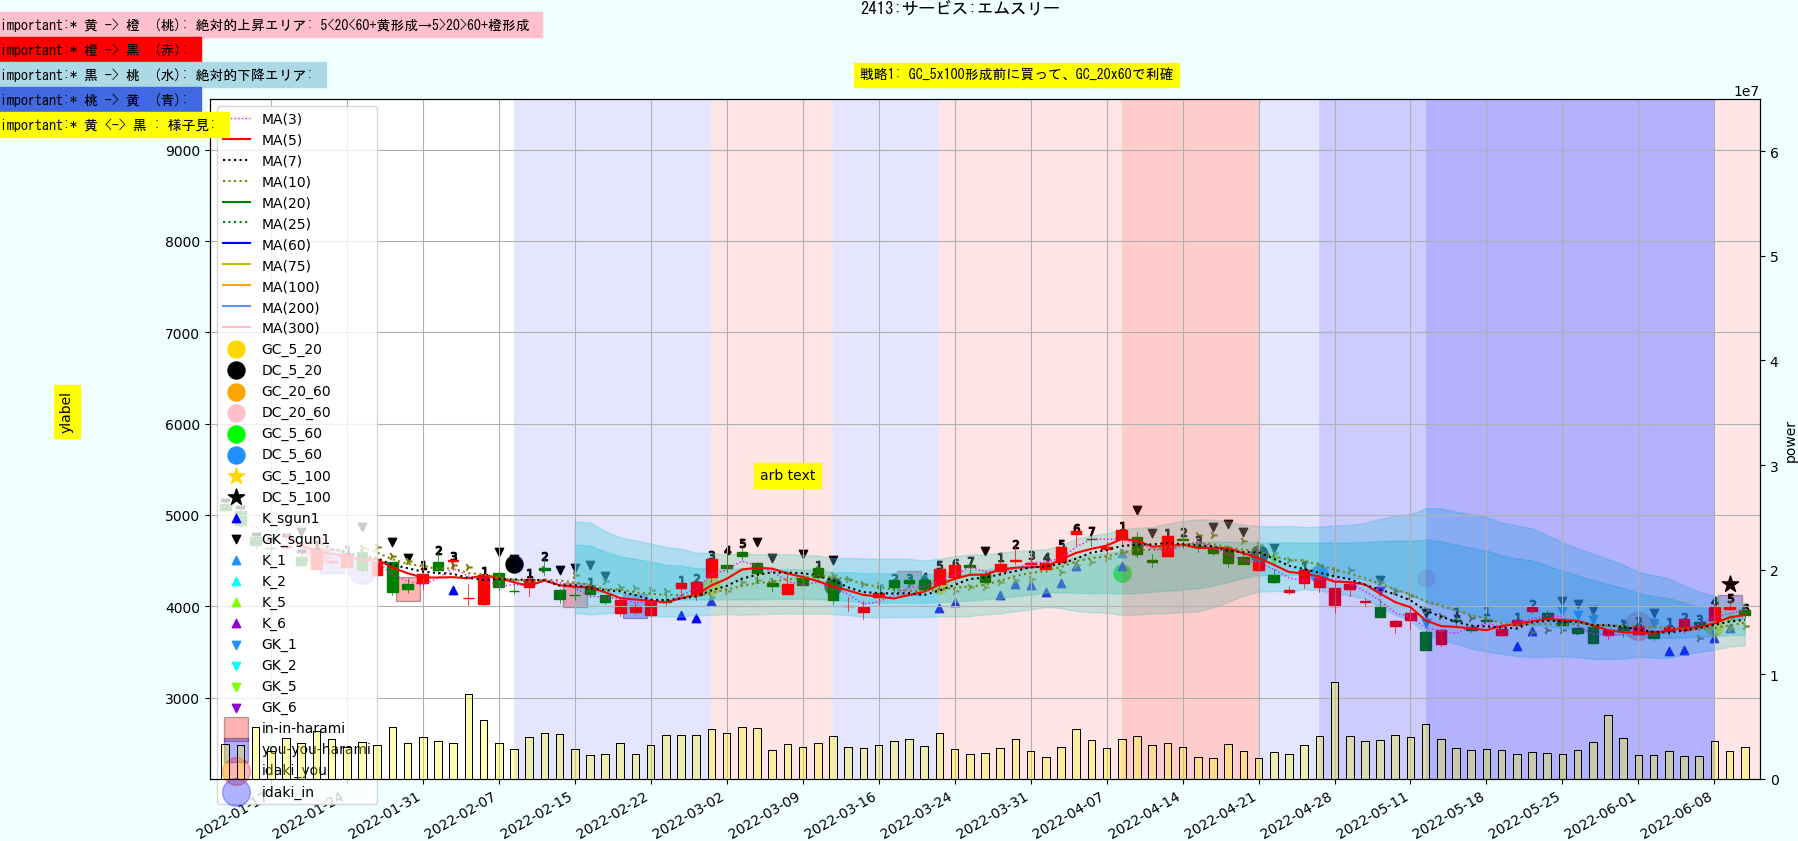 2413:サービス:エムスリー
important:* 黄 -> 橙 (桃): 絶対的上昇エリア: 5<20<60+黄形成→5>20>60+橙形成
important:* 橙 -> 黒 (赤):
important:* 黒 -> 桃 (水): 絶対的下降エリア:
戦略1: GC_5x100形成前に買って、GC_20x60で利確
important:* 桃 -> 黄 (青):
important:* 黄 <-> 黒 : 様子見:
1e7
MA(3)
MA(5)
MA(7)
MA(10)
MA(20)
MA(25)
MA(60)
MA(75)
MA(100)
MA(200)
MA(300)
GC_5_20
DC_5_20
GC_20_60
DC_20_60
GC_5_60
DC_5_60
GC_5_100
DC_5_100
K_sgun1
GK_sgun1
K_1
K_2
K_5
K_6
GK_1
GK_2
GK_5
GK_6
in-in-harami
you-you-harami
idaki_you
idaki_in
9000
8000
7000
6000
5000
4000
3000
ylabel
arb text
6
5
4
3
2
1
0
power
2022-01-17
2022-01-24
2022-01-31
2022-02-07
2022-02-15
2022-02-22
2022-03-02
2022-03-09
2022-03-16
2022-03-24
2022-03-31
2022-04-07
2022-04-14
2022-04-21
2022-04-28
2022-05-11
2022-05-18
2022-05-25
2022-06-01
2022-06-08